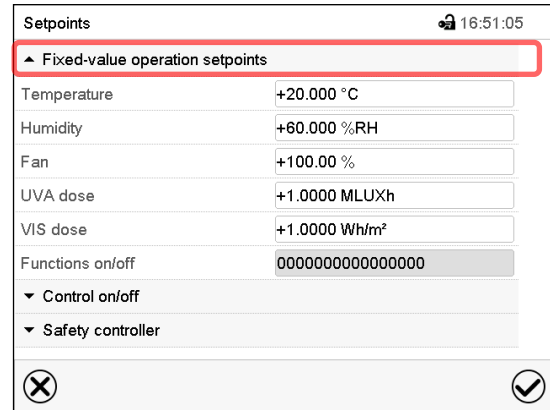 Setpoints 16:51:05
Fixed-value operation setpoints
Temperature +20.000 °C
Humidity +60.000 %RH
Fan +100.00 %
UVA dose +1.0000 MLUXh
VIS dose +1.0000 Wh/m²
Functions on/off 0000000000000000
Control on/off
Safety controller